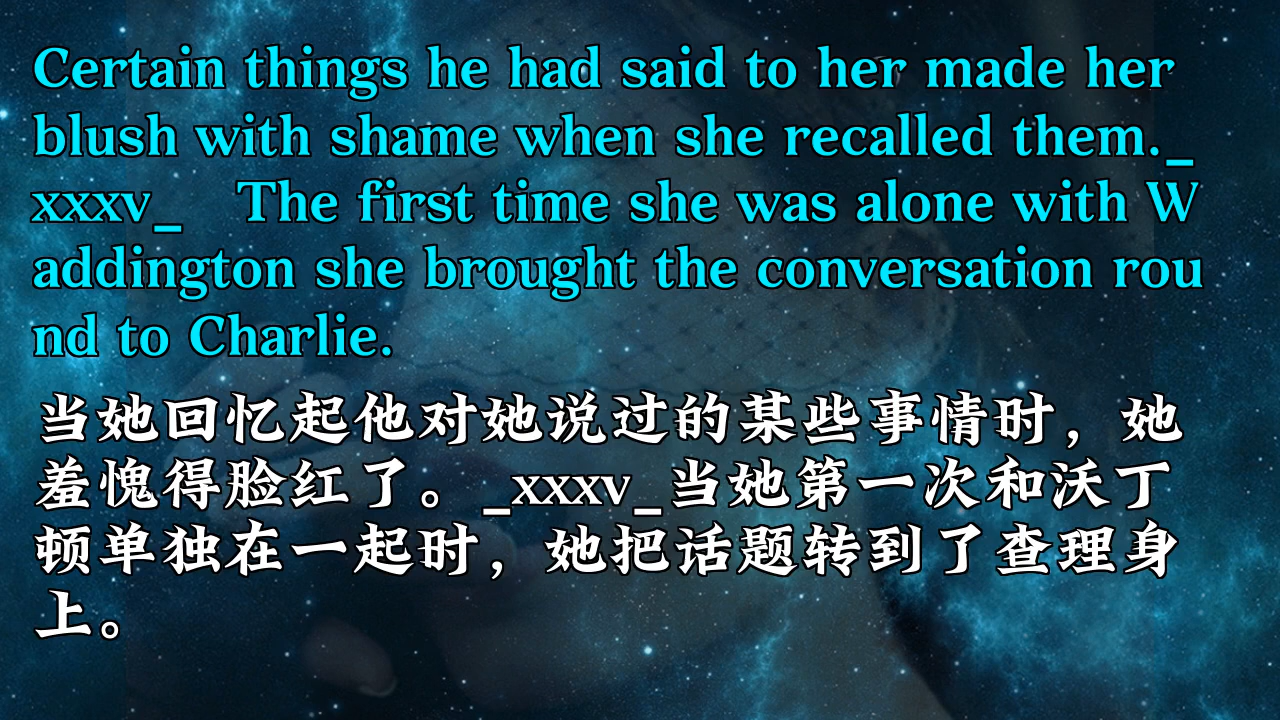 Certain things he had said to her made her
blush with shame when she recalled them._
xxxv_   The first time she was alone with W
addington she brought the conversation rou
nd to Charlie.
当她回忆起他对她说过的某些事情时，她
羞愧得脸红了。_xxxv_当她第一次和沃丁
顿单独在一起时，她把话题转到了查理身
上。